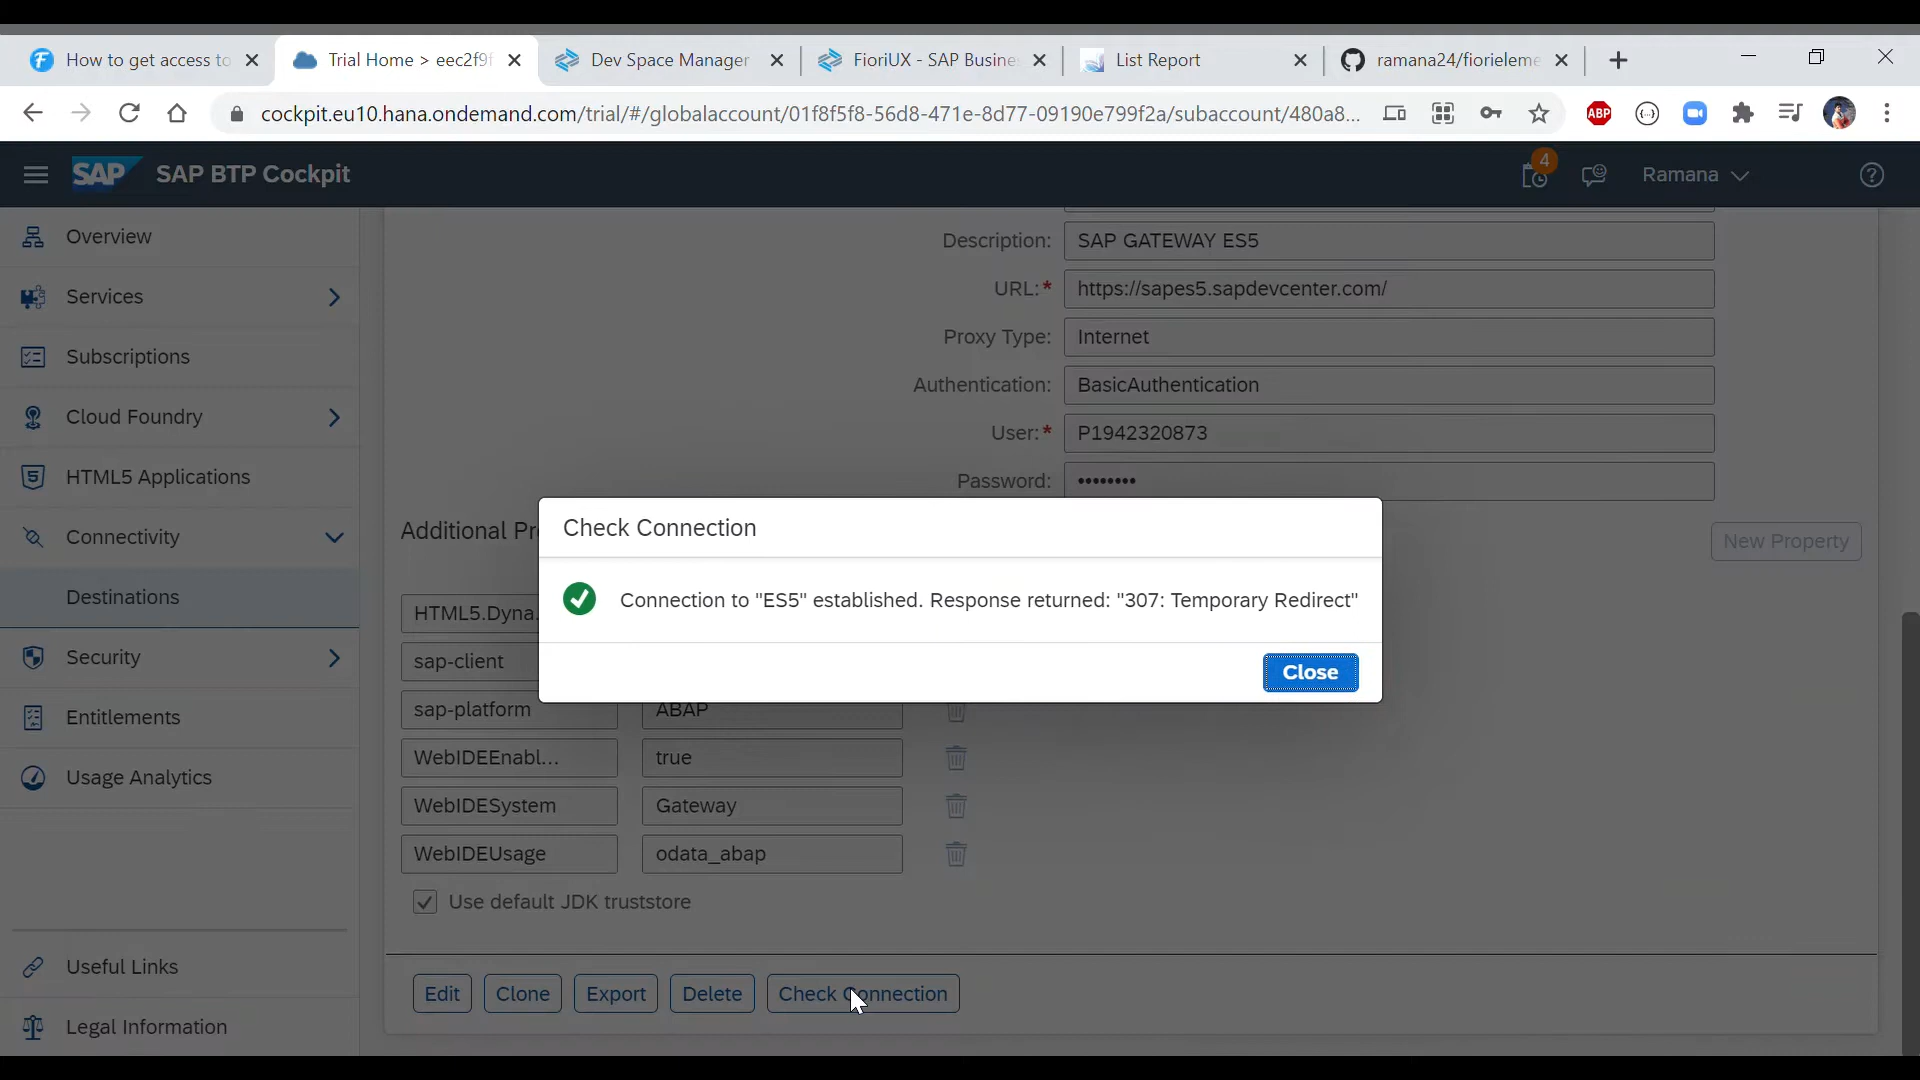 How to get access to
Trial Home > eec2f9f
Dev Space Manager
FioriUX - SAP Busine
List Report
ramana24/fiorieleme
cockpit.eu10.hana.ondemand.com/trial/#/globalaccount/01f8f5f8-56d8-471e-8d77-09190e799f2a/subaccount/480a8...
ABP
SAP
SAP BTP Cockpit
4
Ramana
Overview
Services
Subscriptions
Cloud Foundry
HTML5 Applications
Connectivity
Destinations
Security
Entitlements
Usage Analytics
Useful Links
Legal Information
Description: SAP GATEWAY ES5
URL:* https://sapes5.sapdevcenter.com/
Proxy Type: Internet
Authentication: BasicAuthentication
User:* P1942320873
Password: ••••••••
Additional Pr
New Property
HTML5.Dyna.
sap-client
sap-platform ABAP
WebIDEEnabl... true
WebIDESystem Gateway
WebIDEUsage odata_abap
Use default JDK truststore
Edit Clone Export Delete Check Connection
Check Connection
Connection to "ES5" established. Response returned: "307: Temporary Redirect"
Close